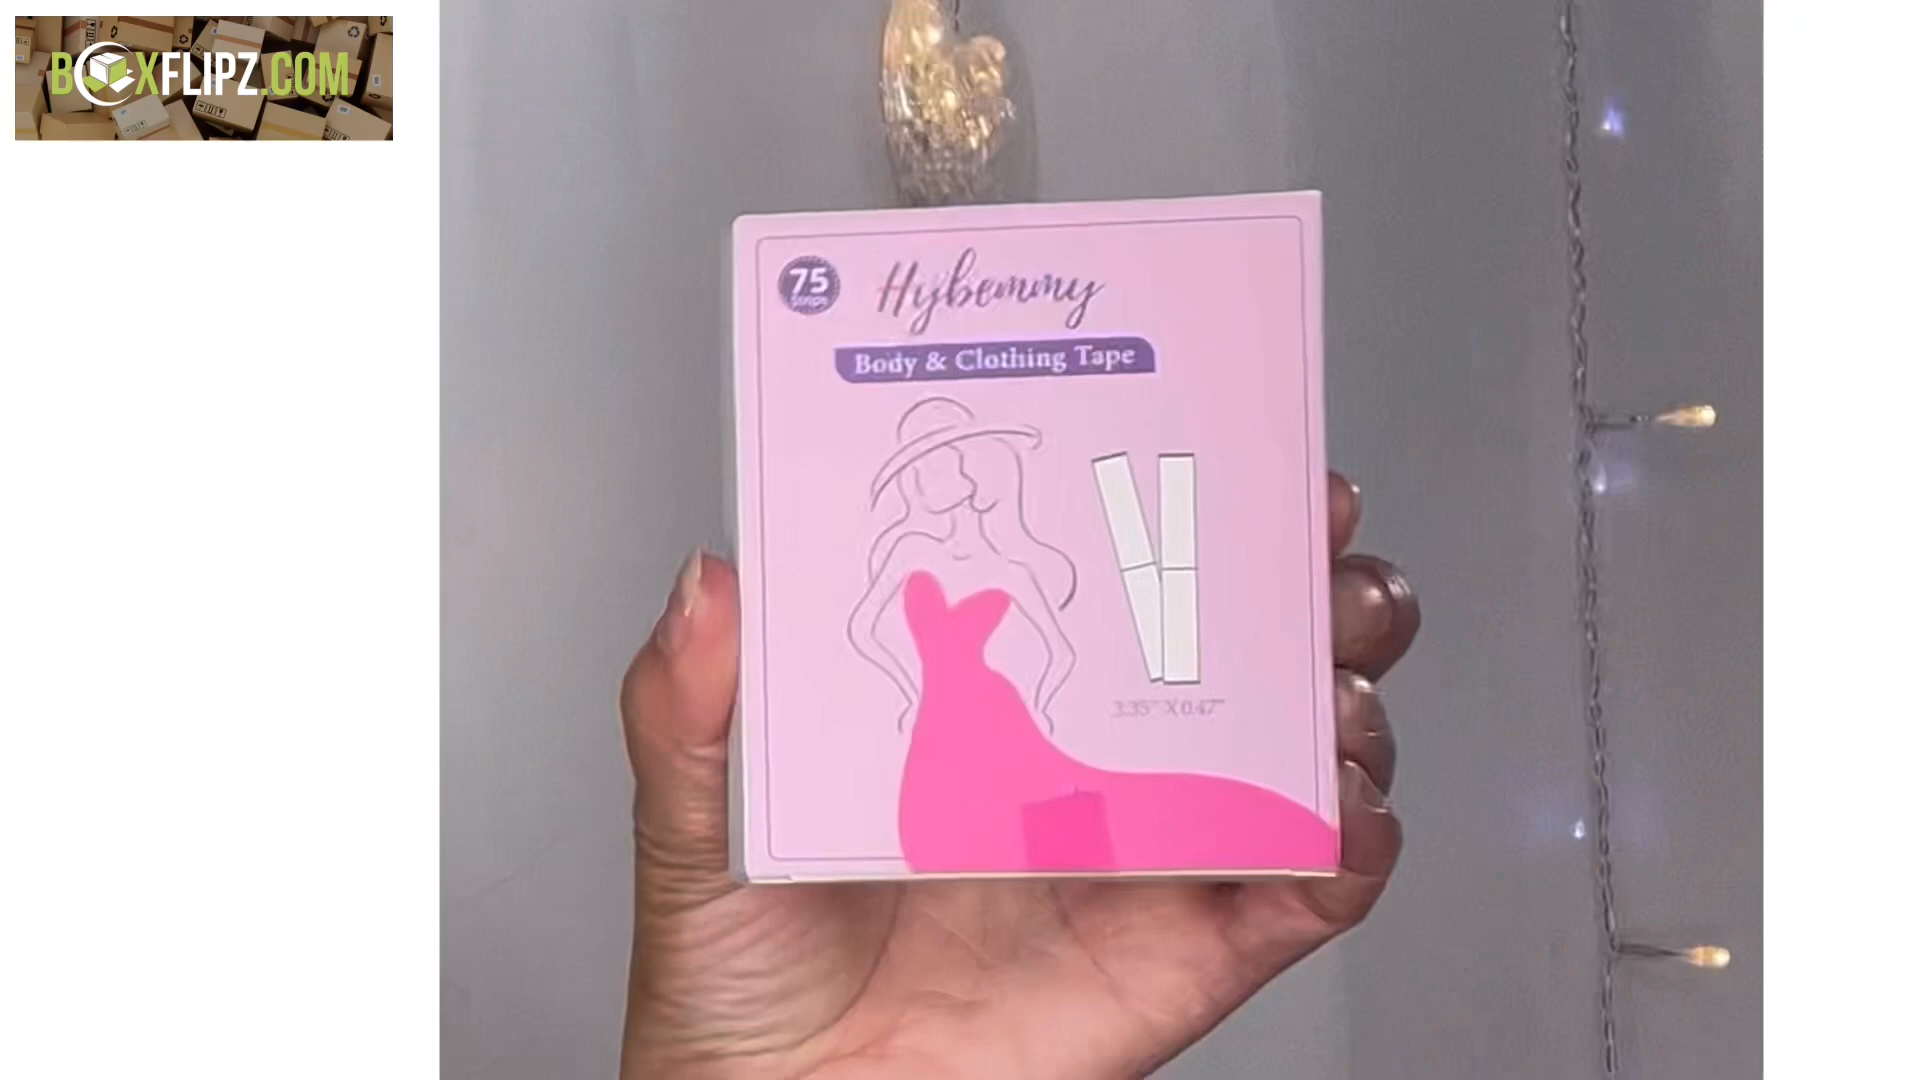 BOXFLIPZ.COM
75
Strips
Hybemmy
Body & Clothing Tape
3.35" X 0.47"